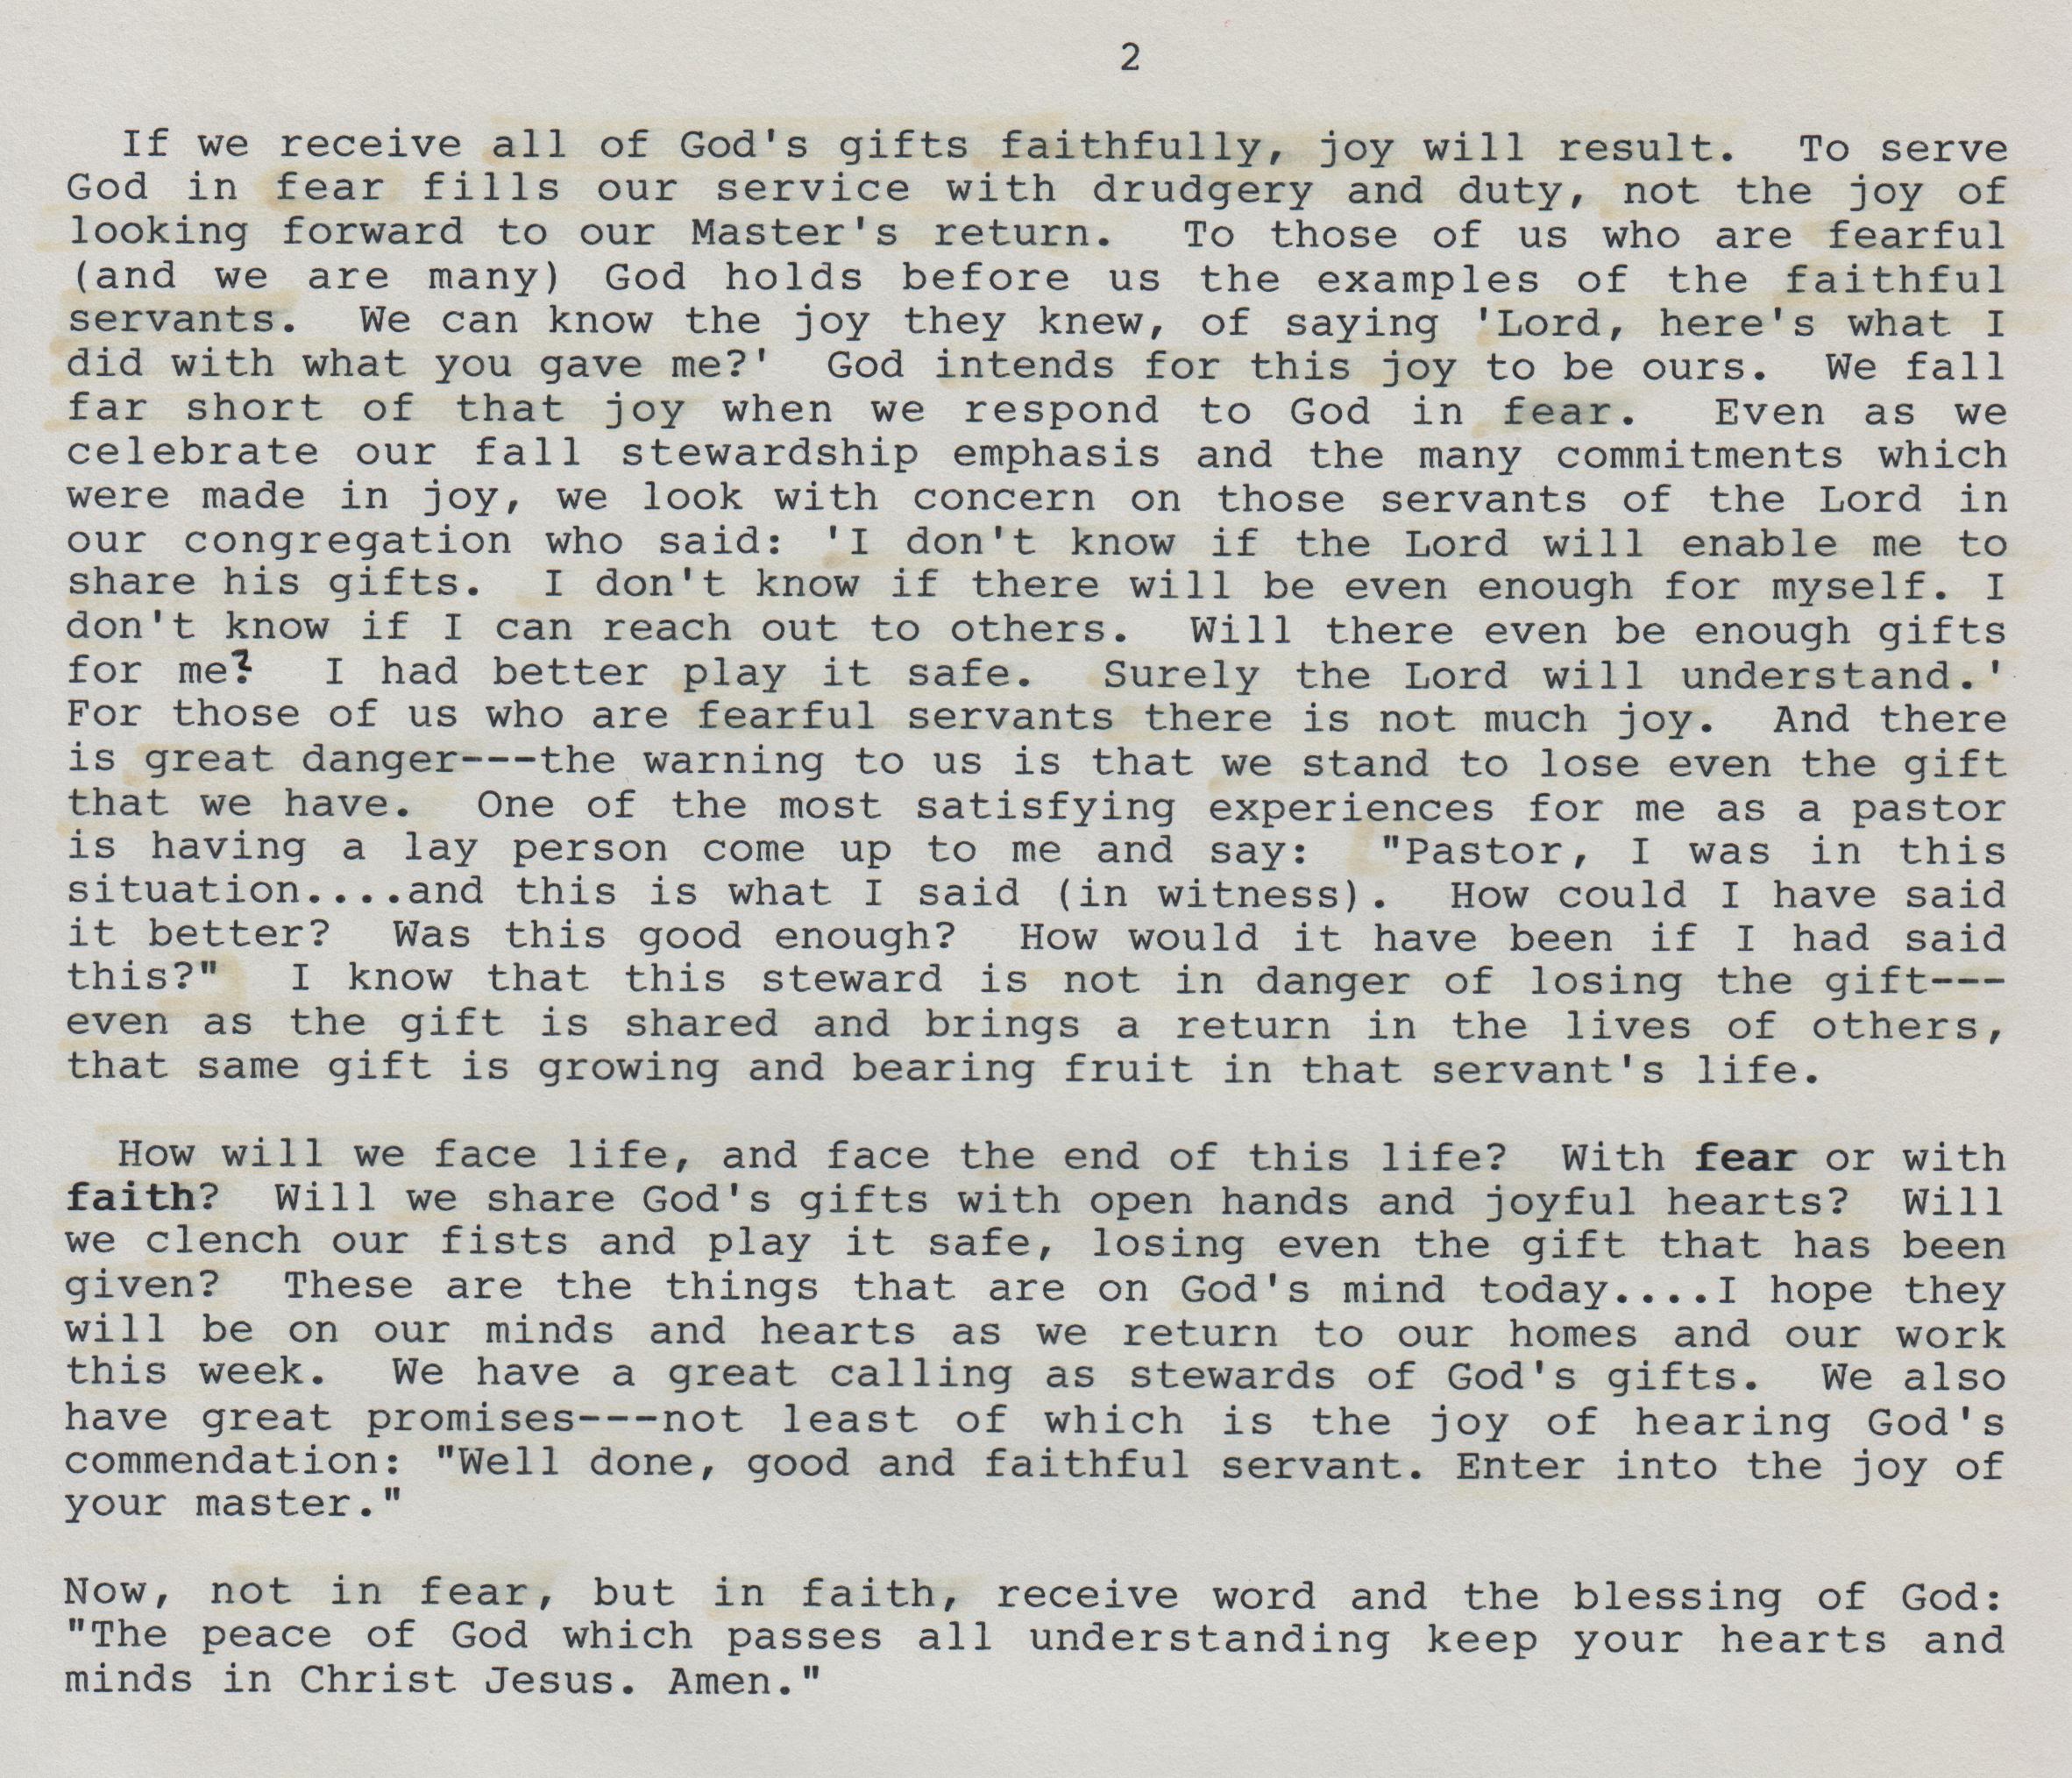 2
If we receive all of God's gifts faithfully, joy will result. To serve
God in fear fills our service with drudgery and duty, not the joy of
looking forward to our Master's return. To those of us who are fearful
(and we are many) God holds before us the examples of the faithful
servants. We can know the joy they knew, of saying 'Lord, here's what I
did with what you gave me?' God intends for this joy to be ours. We fall
far short of that joy when we respond to God in fear. Even as we
celebrate our fall stewardship emphasis and the many commitments which
were made in joy, we look with concern on those servants of the Lord in
our congregation who said: 'I don't know if the Lord will enable me to
share his gifts. I don't know if there will be even enough for myself. I
don't know if I can reach out to others. Will there even be enough gifts
for me? I had better play it safe. Surely the Lord will understand.'
For those of us who are fearful servants there is not much joy. And there
is great danger---the warning to us is that we stand to lose even the gift
that we have. One of the most satisfying experiences for me as a pastor
is having a lay person come up to me and say: "Pastor, I was in this
situation....and this is what I said (in witness). How could I have said
it better? Was this good enough? How would it have been if I had said
this?" I know that this steward is not in danger of losing the gift---
even as the gift is shared and brings a return in the lives of others,
that same gift is growing and bearing fruit in that servant's life.
How will we face life, and face the end of this life? With fear or with
faith? Will we share God's gifts with open hands and joyful hearts? Will
we clench our fists and play it safe, losing even the gift that has been
given? These are the things that are on God's mind today....I hope they
will be on our minds and hearts as we return to our homes and our work
this week. We have a great calling as stewards of God's gifts. We also
have great promises---not least of which is the joy of hearing God's
commendation: "Well done, good and faithful servant. Enter into the joy of
your master."
Now, not in fear, but in faith, receive word and the blessing of God:
"The peace of God which passes all understanding keep your hearts and
minds in Christ Jesus. Amen."